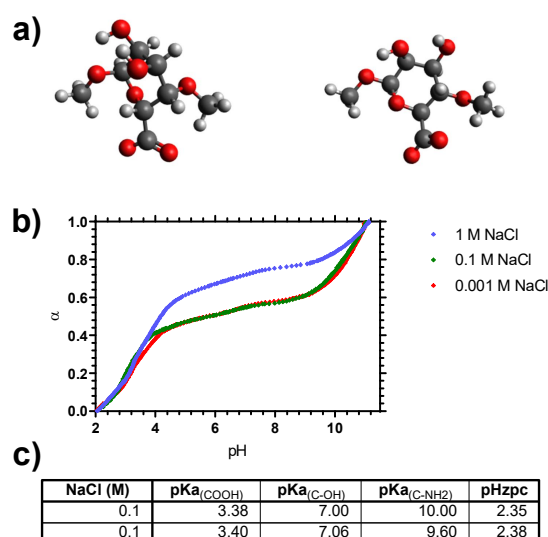 a)
b)
1.0
0.8
0.6
0.4
0.2
0.0
α
2 4 6 8 10
pH
1 M NaCl
0.1 M NaCl
0.001 M NaCl
c)
NaCl (M) pKa(COOH) pKa(C-OH) pKa(C-NH2) pHzpc
0.1 3.38 7.00 10.00 2.35
0.1 3.40 7.06 9.60 2.38